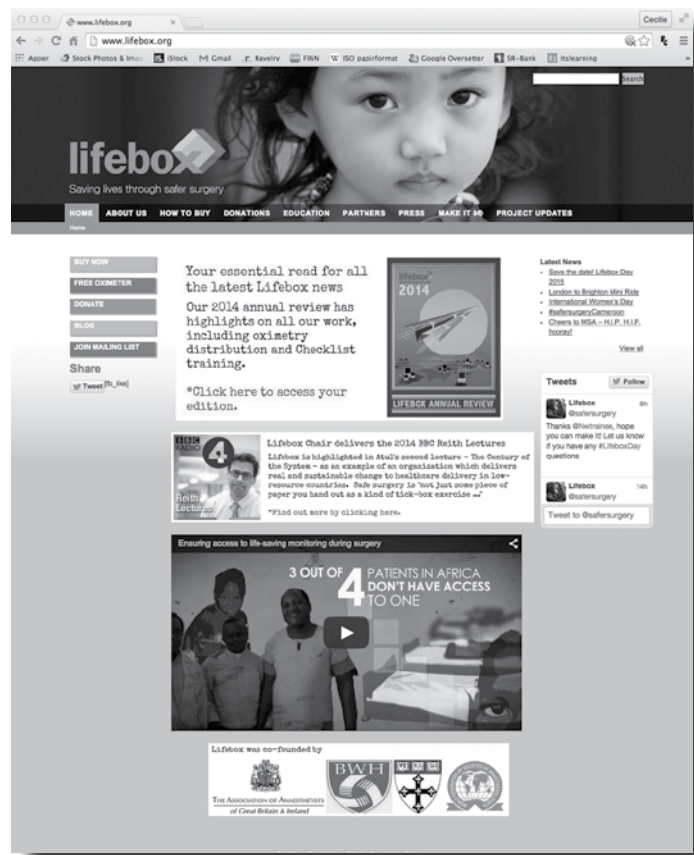 www.lifebox.org
Cecilie
www.lifebox.org
Apper
Stock Photos & Imag
iStock
Gmail
Ravelry
FINN
ISO papirformat
Google Oversetter
SR-Bank
itslearning
»
Search
lifebox
Saving lives through safer surgery
HOME ABOUT US HOW TO BUY DONATIONS EDUCATION PARTNERS PRESS MAKE IT PROJECT UPDATES
Home
BUY NOW
FREE OXIMETER
DONATE
BLOG
JOIN MAILING LIST
Share
Tweet [fb_like]
Your essential read for all
the latest Lifebox news
Our 2014 annual review has
highlights on all our work,
including oximetry
distribution and Checklist
training.
*Click here to access your
edition.
lifebox
2014
LIFEBOX ANNUAL REVIEW
Latest News
Save the date! Lifebox Day
2015
London to Brighton Mini Ride
International Women's Day
#safersurgeryCameroon
Cheers to MSA – H.I.P. H.I.P.
hooray!
View all
Tweets
Follow
Lifebox 8h
@safersurgery
Thanks @Nwtrainee, hope
you can make it! Let us know
if you have any #LifeboxDay
questions
Lifebox 14h
@safersurgery
Tweet to @safersurgery
BBC
RADIO 4
Reith
Lectures
Lifebox Chair delivers the 2014 BBC Reith Lectures
Lifebox is highlighted in Atul's second lecture - The Century of
the System - as an example of an organization which delivers
real and sustainable change to healthcare delivery in low-
resource countries. Safe surgery is 'not just some piece of
paper you hand out as a kind of tick-box exercise ..."
*Find out more by clicking here.
Ensuring access to life-saving monitoring during surgery
3 OUT OF 4 PATIENTS IN AFRICA
DON'T HAVE ACCESS
TO ONE
Lifebox was co-founded by
THE ASSOCIATION OF ANAESTHETISTS
of Great Britain & Ireland
BWH